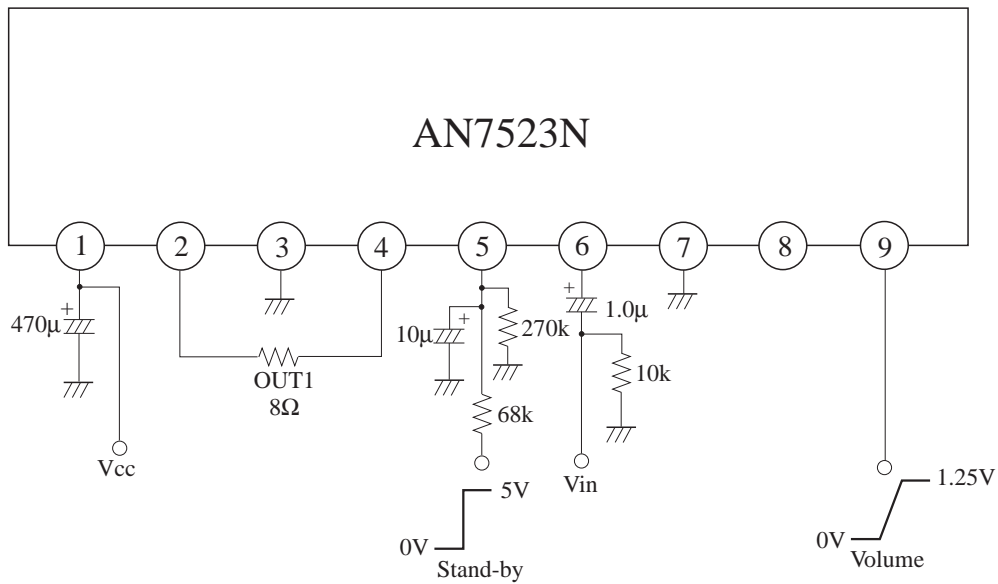 AN7523N
1 2 3 4 5 6 7 8 9
+
470μ
Vcc
OUT1
8Ω
10μ
+
270k
68k
5V
0V
Stand-by
+
1.0μ
10k
Vin
1.25V
0V
Volume